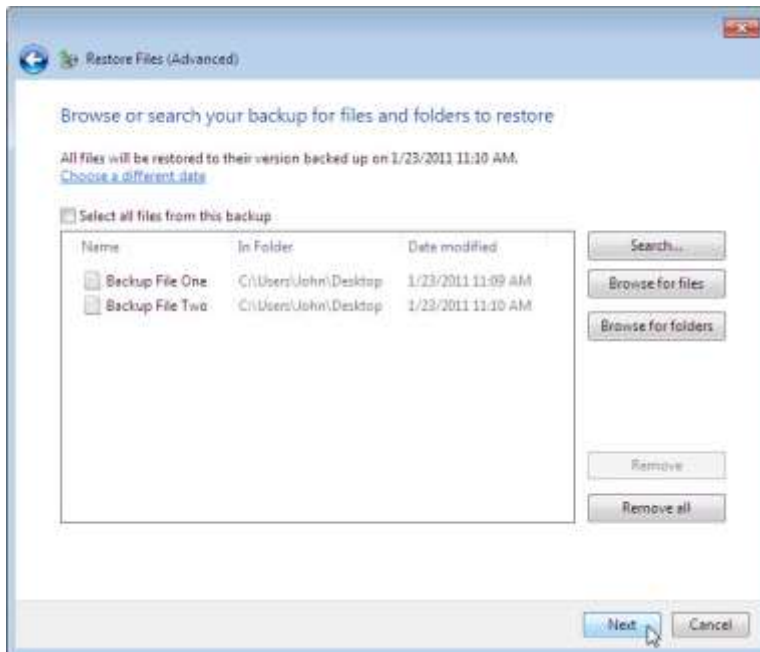 Restore Files (Advanced)
Browse or search your backup for files and folders to restore
All files will be restored to their version backed up on 1/23/2011 11:10 AM.
Choose a different date
Select all files from this backup
Name In Folder Date modified
Backup File One C:\Users\John\Desktop 1/23/2011 11:09 AM
Backup File Two C:\Users\John\Desktop 1/23/2011 11:10 AM
Search...
Browse for files
Browse for folders
Remove
Remove all
Next Cancel